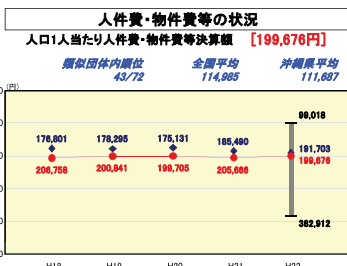 人件費・物件費等の状況
人口1人当たり人件費・物件費等決算額 [199,676円]
類似団体内順位 全国平均 沖縄県平均
43/72 114,985 111,687
(円)
99,018
176,801 178,295 175,131 185,490 191,703
206,758 200,841 199,705 205,666 199,676
382,912
H18 H19 H20 H21 H22